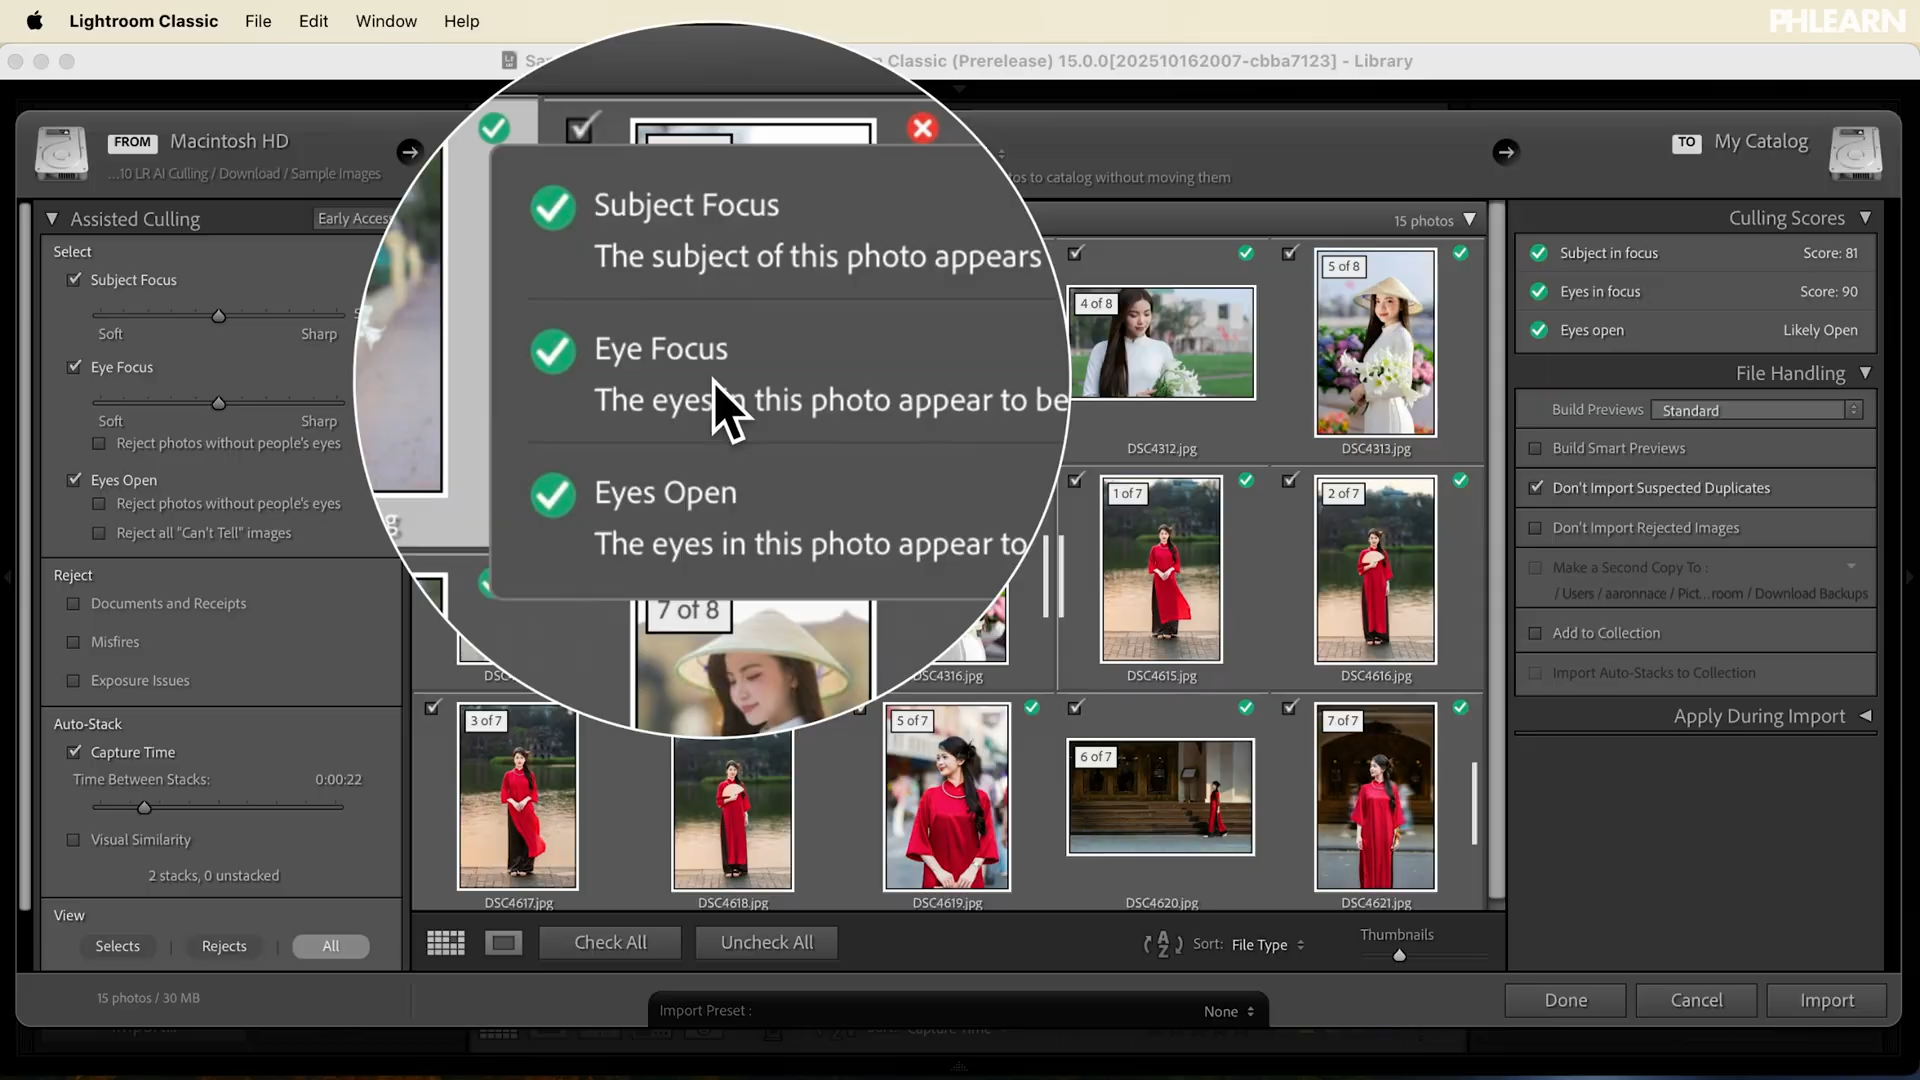 Lightroom Classic File Edit Window Help
PHLEARN
Classic (Prerelease) 15.0.0[202510162007-cbba7123] - Library
FROM Macintosh HD
...10 LR AI Culling / Download / Sample Images
TO My Catalog
to catalog without moving them
Assisted Culling Early Acces
Select
Subject Focus
Soft Sharp
Eye Focus
Soft Sharp
Reject photos without people's eyes
Eyes Open
Reject photos without people's eyes
Reject all "Can't Tell" images
Reject
Documents and Receipts
Misfires
Exposure Issues
Auto-Stack
Capture Time
Time Between Stacks: 0:00:22
Visual Similarity
2 stacks, 0 unstacked
View
Selects Rejects All
15 photos / 30 MB
Subject Focus
The subject of this photo appears
Eye Focus
The eyes in this photo appear to be
Eyes Open
The eyes in this photo appear to
7 of 8
15 photos
4 of 8
5 of 8
DSC4312.jpg
DSC4313.jpg
1 of 7
2 of 7
DSC4316.jpg
DSC4615.jpg
DSC4616.jpg
3 of 7
5 of 7
6 of 7
7 of 7
DSC4617.jpg
DSC4618.jpg
DSC4619.jpg
DSC4620.jpg
DSC4621.jpg
Check All Uncheck All
Sort: File Type
Thumbnails
Import Preset : None
Culling Scores
Subject in focus Score: 81
Eyes in focus Score: 90
Eyes open Likely Open
File Handling
Build Previews Standard
Build Smart Previews
Don't Import Suspected Duplicates
Don't Import Rejected Images
Make a Second Copy To :
/ Users / aaronnace / Pict...room / Download Backups
Add to Collection
Import Auto-Stacks to Collection
Apply During Import
Done Cancel Import